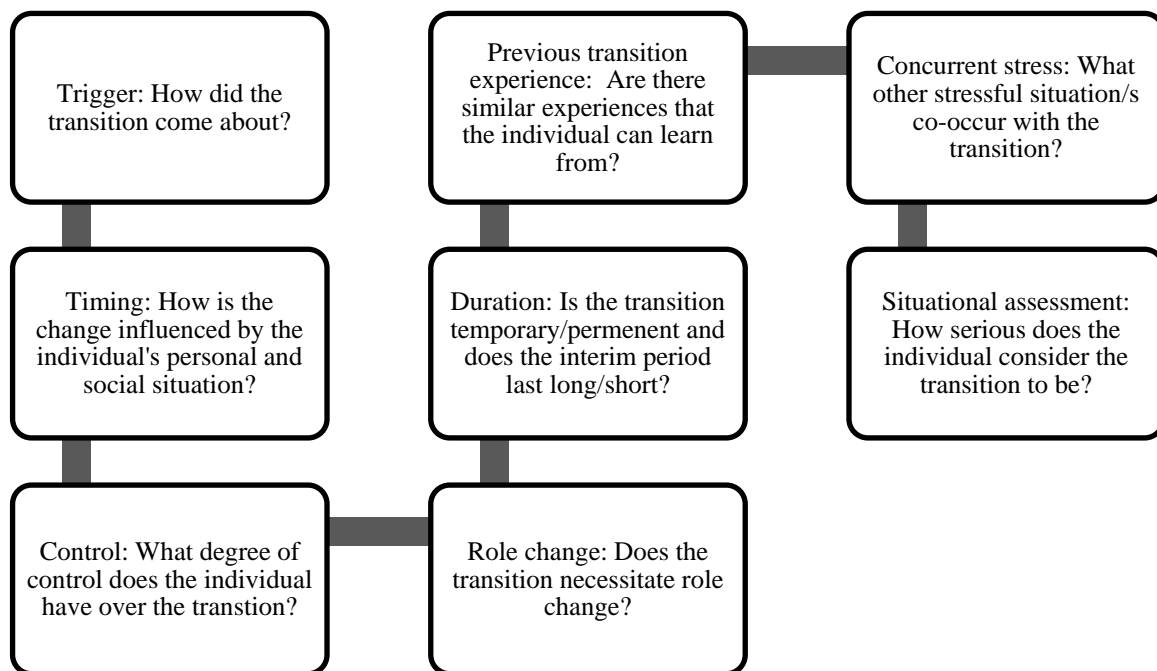 Trigger: How did the
transition come about?
Timing: How is the
change influenced by the
individual's personal and
social situation?
Control: What degree of
control does the individual
have over the transtion?
Role change: Does the
transition necessitate role
change?
Duration: Is the transition
temporary/permenent and
does the interim period
last long/short?
Previous transition
experience:  Are there
similar experiences that
the individual can learn
from?
Concurrent stress: What
other stressful situation/s
co-occur with the
transition?
Situational assessment:
How serious does the
individual consider the
transition to be?